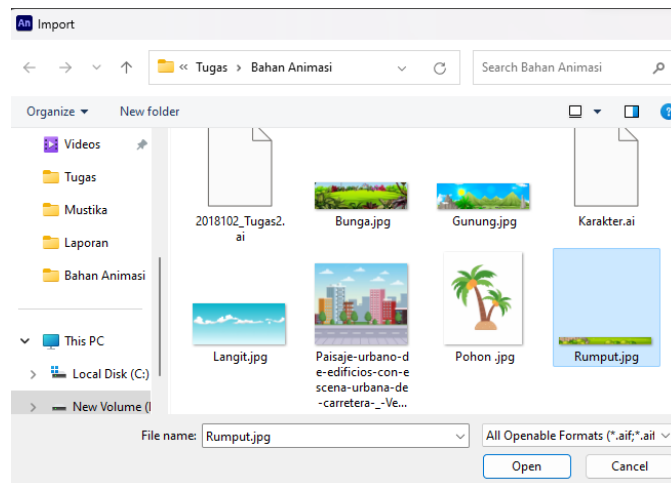 An Import
« Tugas > Bahan Animasi
Search Bahan Animasi
Organize
New folder
Videos
Tugas
Mustika
Laporan
Bahan Animasi
This PC
Local Disk (C:)
New Volume (
2018102_Tugas2.
ai
Bunga.jpg
Gunung.jpg
Karakter.ai
Langit.jpg
Paisaje-urbano-d
e-edificios-con-e
scena-urbana-de
-carretera-_-Ve...
Pohon .jpg
Rumput.jpg
File name: Rumput.jpg
All Openable Formats (*.aif;*.aif
Open
Cancel